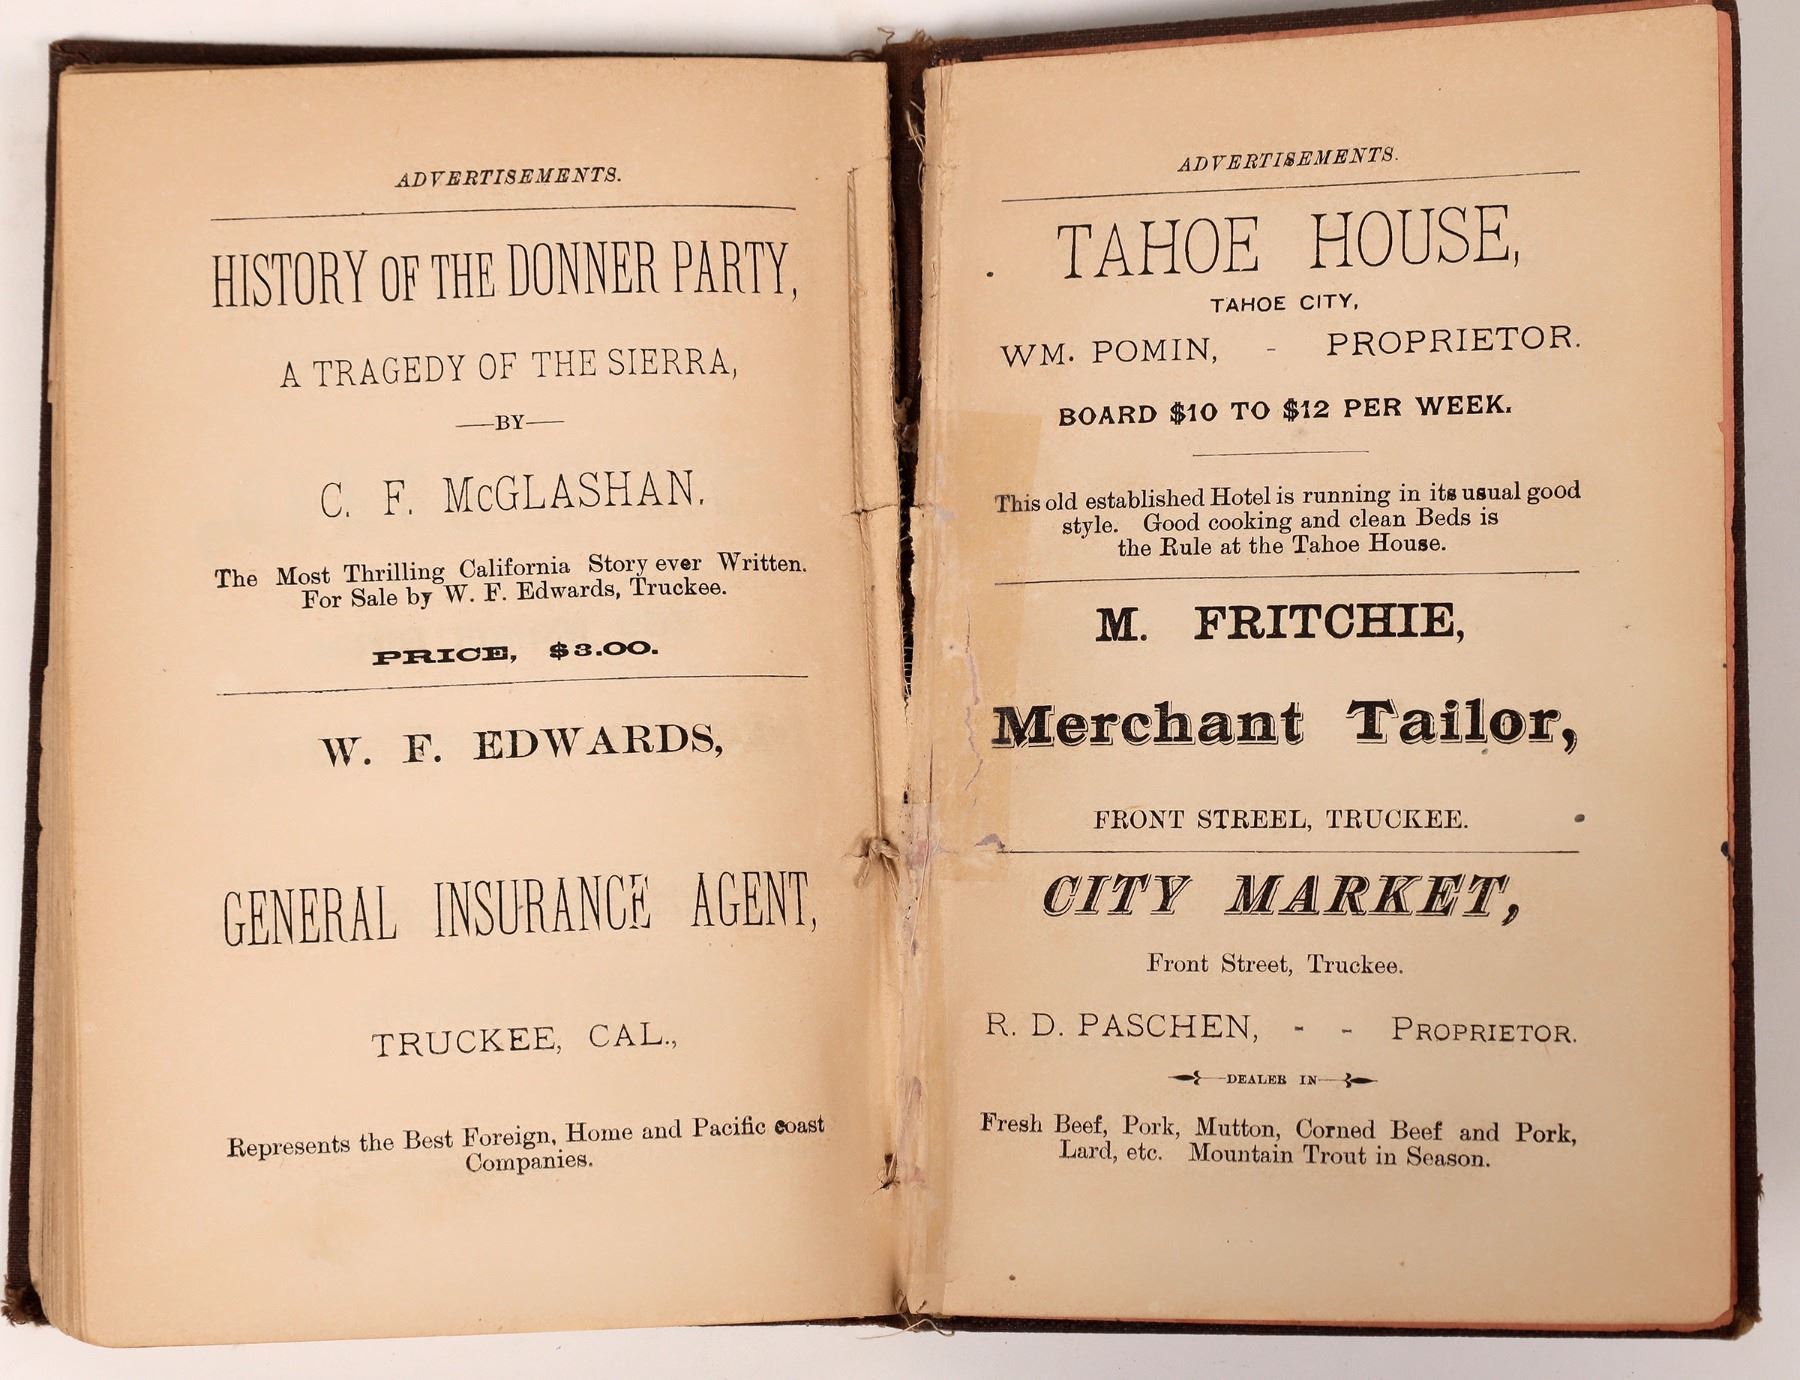 ADVERTISEMENTS.
HISTORY OF THE DONNER PARTY,
A TRAGEDY OF THE SIERRA,
—BY—
C. F. McGLASHAN.
The Most Thrilling California Story ever Written.
For Sale by W. F. Edwards, Truckee.
PRICE, $3.00.
W. F. EDWARDS,
GENERAL INSURANCE AGENT,
TRUCKEE, CAL.,
Represents the Best Foreign, Home and Pacific coast
Companies.
ADVERTISEMENTS.
TAHOE HOUSE,
TAHOE CITY,
WM. POMIN, - PROPRIETOR.
BOARD $10 TO $12 PER WEEK.
This old established Hotel is running in its usual good
style. Good cooking and clean Beds is
the Rule at the Tahoe House.
M. FRITCHIE,
Merchant Tailor,
FRONT STREEL, TRUCKEE.
CITY MARKET,
Front Street, Truckee.
R. D. PASCHEN, - - PROPRIETOR.
DEALER IN
Fresh Beef, Pork, Mutton, Corned Beef and Pork,
Lard, etc. Mountain Trout in Season.